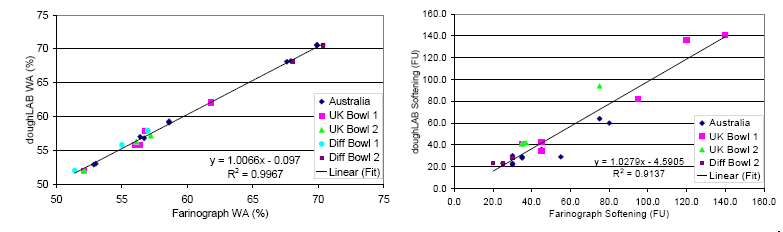 75
70
65
60
55
50
50
55
60
65
70
75
doughLAB WA (%)
Farinograph WA (%)
Australia
UK Bowl 1
UK Bowl 2
Diff Bowl 1
Diff Bowl 2
Linear (Fit)
y = 1.0066x - 0.097
R² = 0.9967
160.0
140.0
120.0
100.0
80.0
60.0
40.0
20.0
0.0
0.0
20.0
40.0
60.0
80.0
100.0
120.0
140.0
160.0
doughLAB Softening (FU)
Farinograph Softening (FU)
Australia
UK Bowl 1
UK Bowl 2
Diff Bowl 2
Linear (Fit)
y = 1.0279x - 4.5905
R² = 0.9137